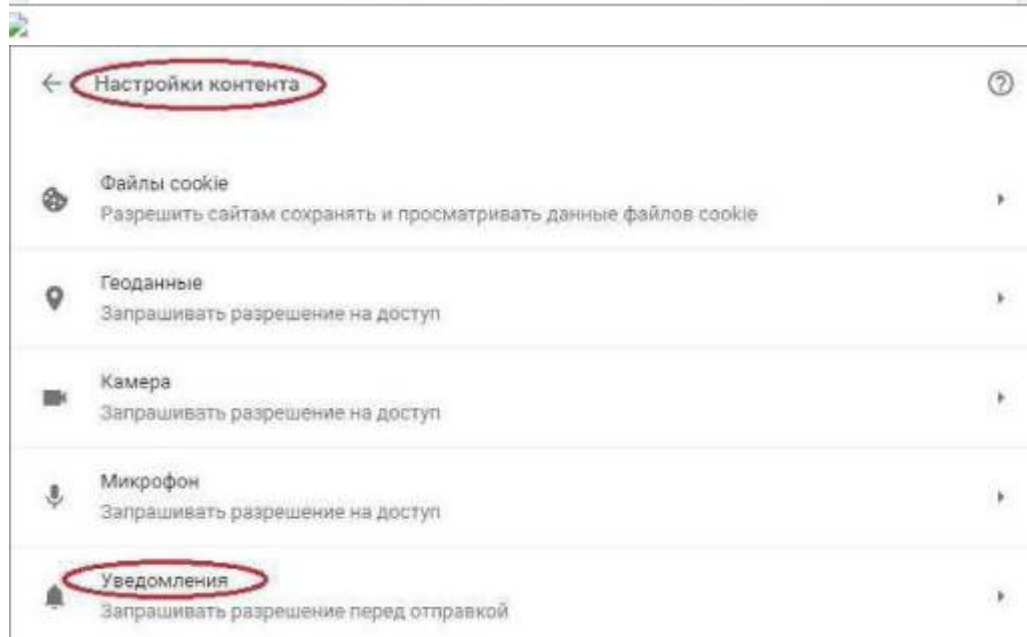 Настройки контента
Файлы cookie
Разрешить сайтам сохранять и просматривать данные файлов cookie
Геоданные
Запрашивать разрешение на доступ
Камера
Запрашивать разрешение на доступ
Микрофон
Запрашивать разрешение на доступ
Уведомления
Запрашивать разрешение перед отправкой